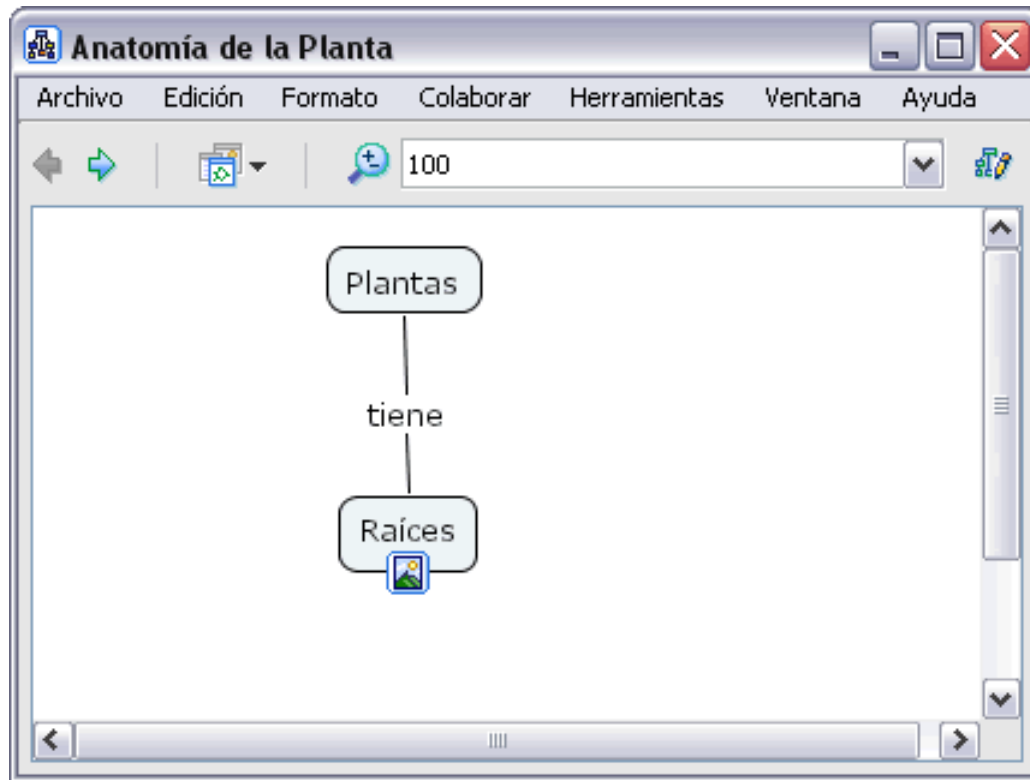 Anatomía de la Planta
Archivo Edición Formato Colaborar Herramientas Ventana Ayuda
100
Plantas
tiene
Raíces